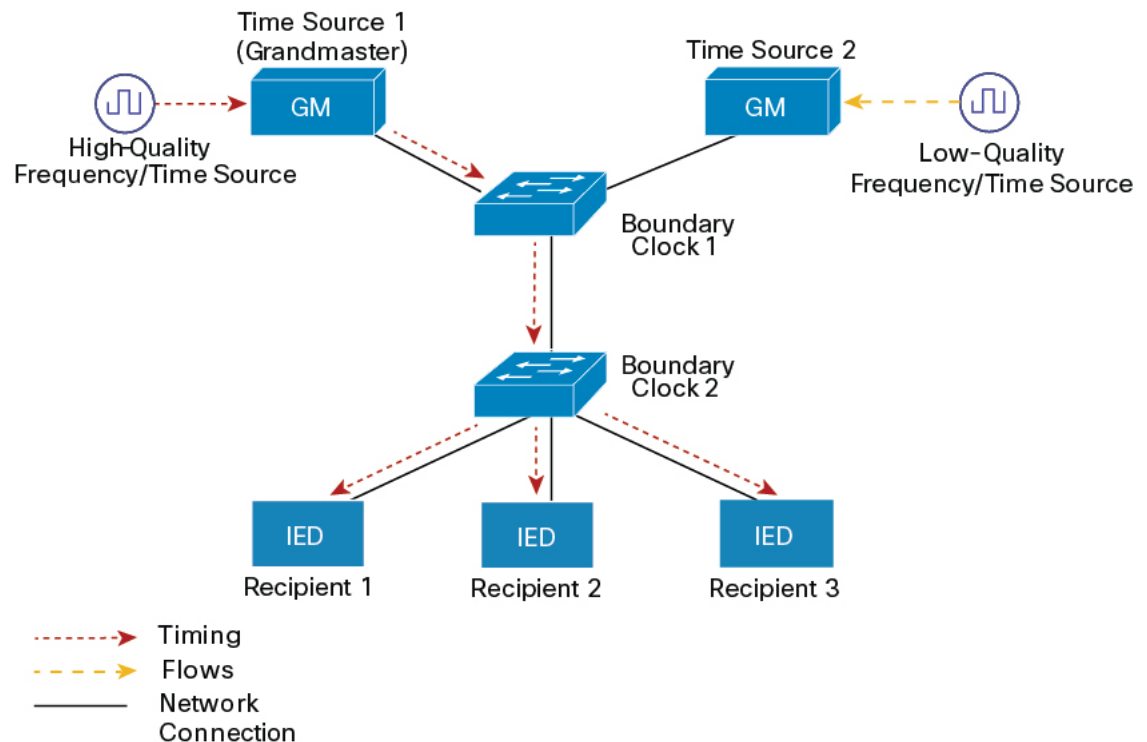 Time Source 1
(Grandmaster)
Time Source 2
GM
GM
High-Quality
Frequency/Time Source
Low-Quality
Frequency/Time Source
Boundary
Clock 1
Boundary
Clock 2
IED
IED
IED
Recipient 1
Recipient 2
Recipient 3
Timing
Flows
Network
Connection